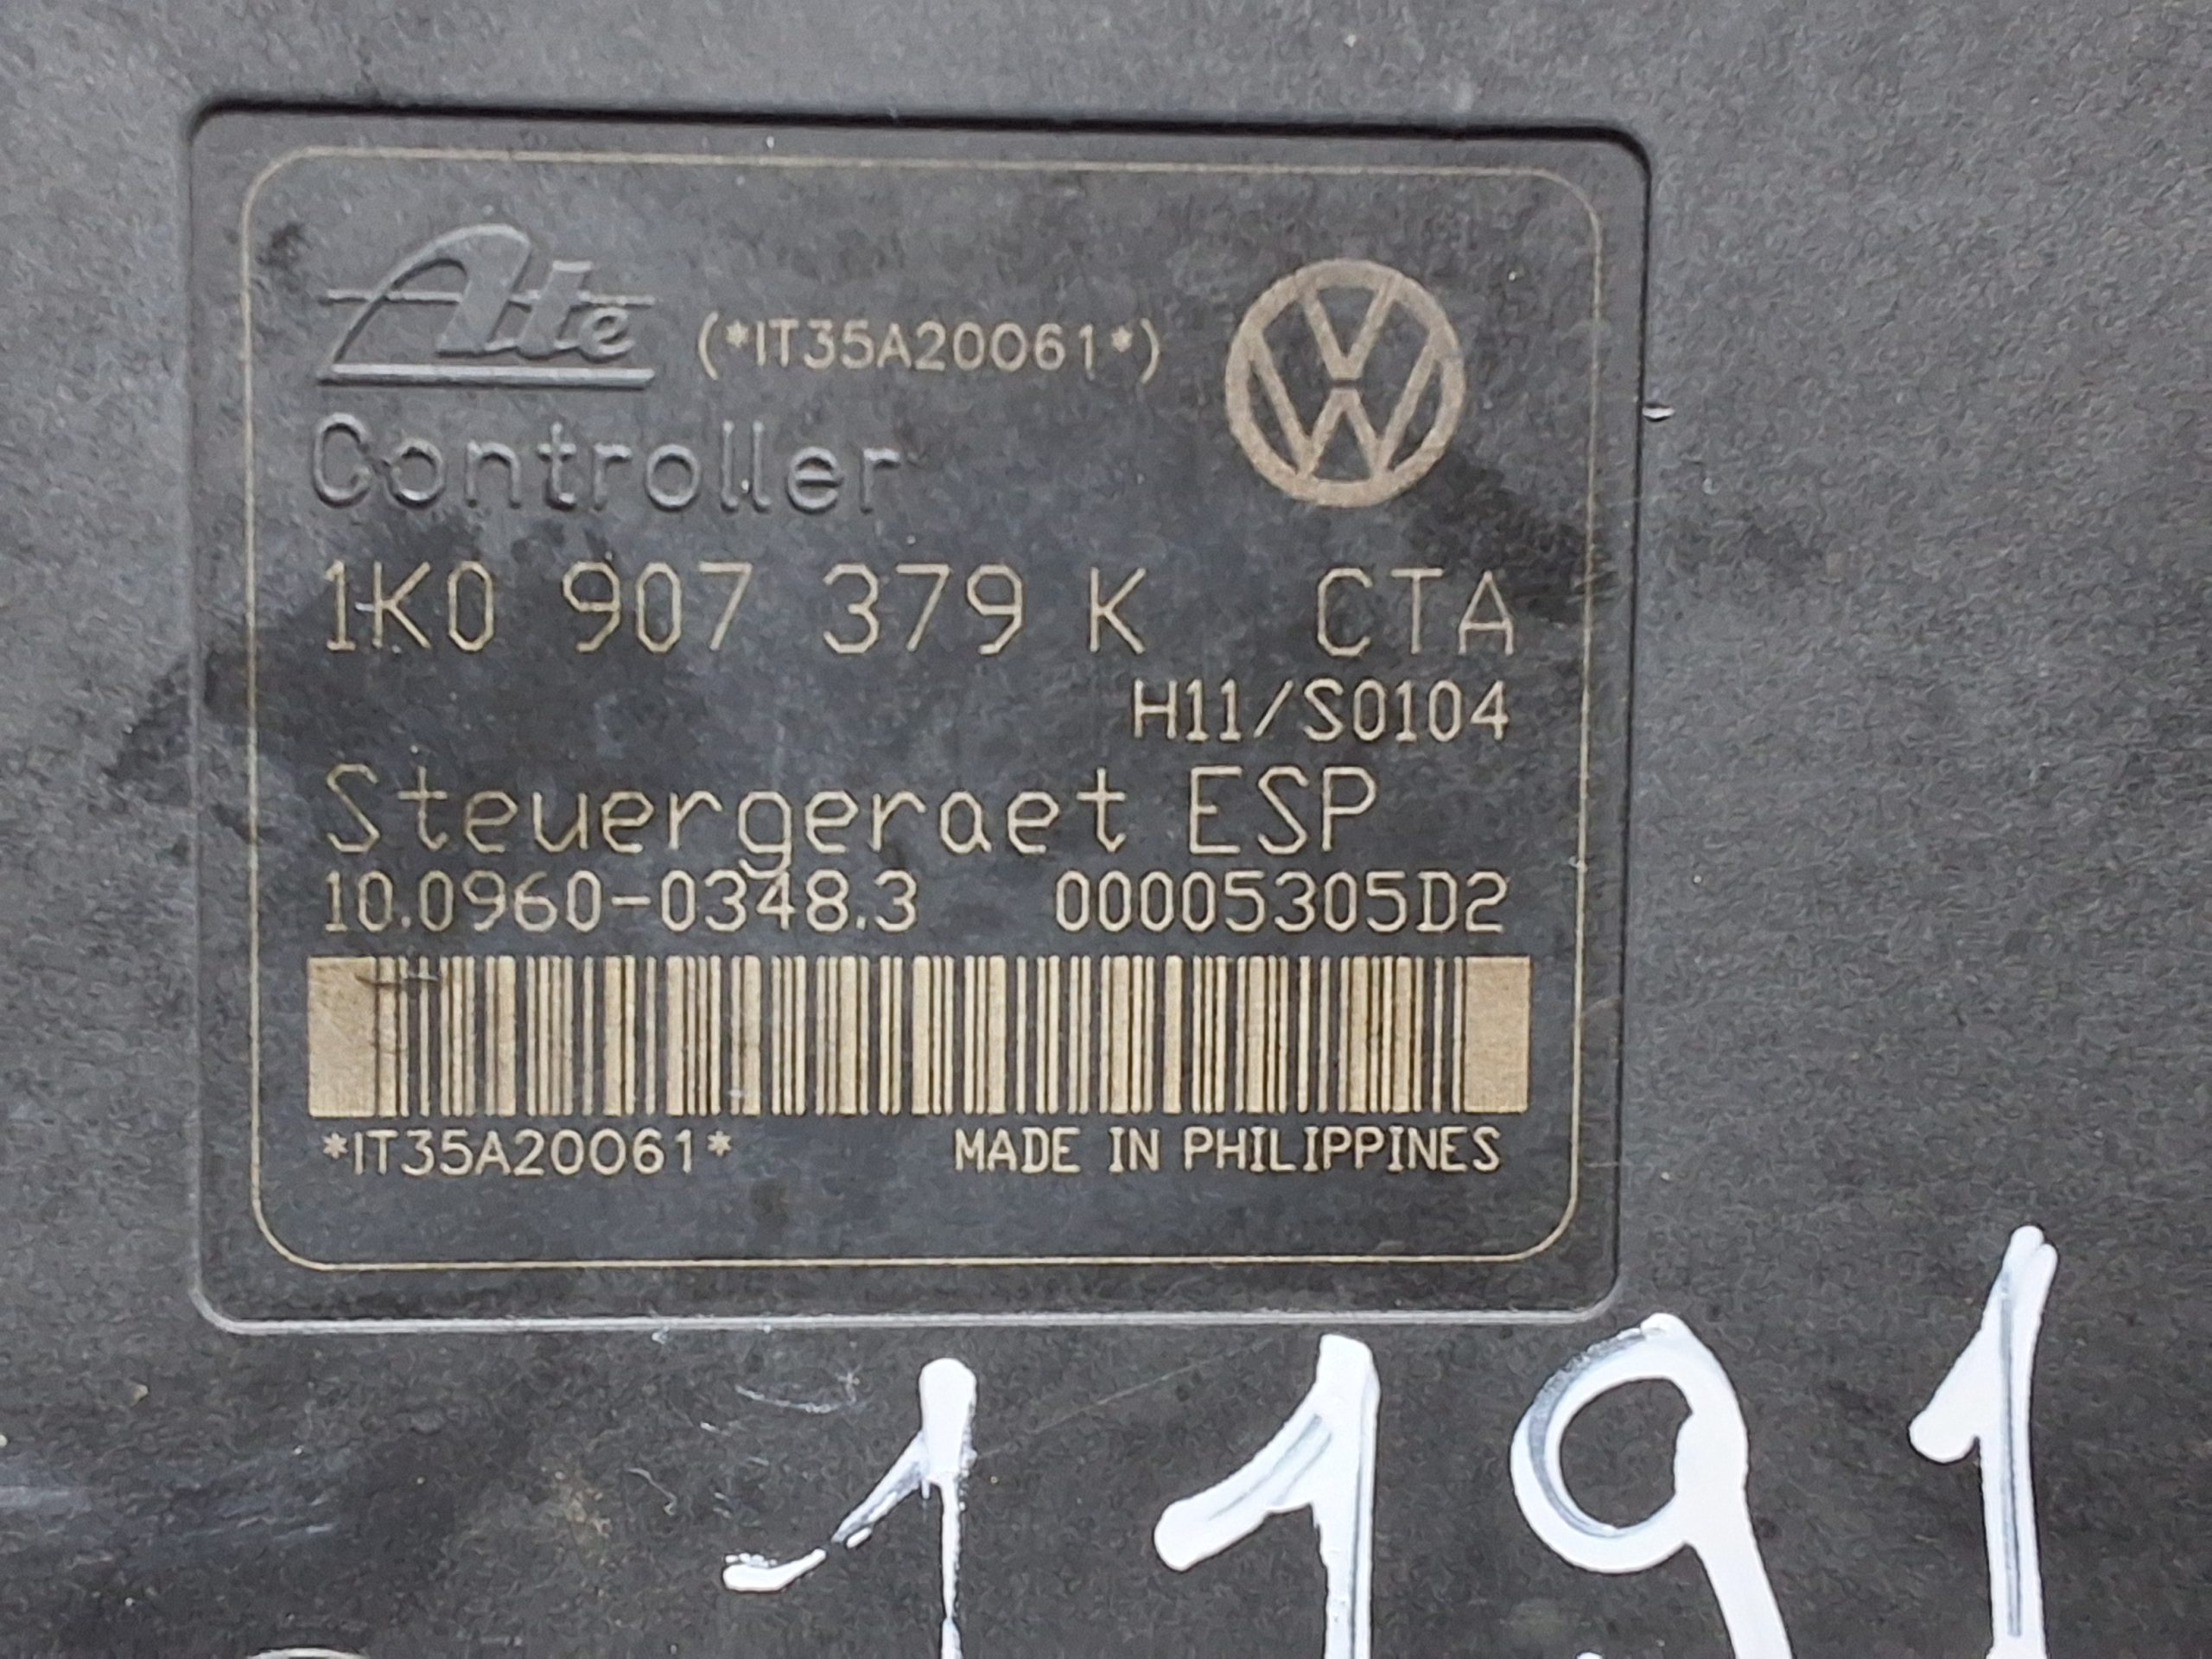 Ate (*IT35A20061*)
Controller
1K0 907 379 K CTA
H11/S0104
Steuergeraet ESP
10.0960-0348.3 00005305D2
*IT35A20061* MADE IN PHILIPPINES
1191